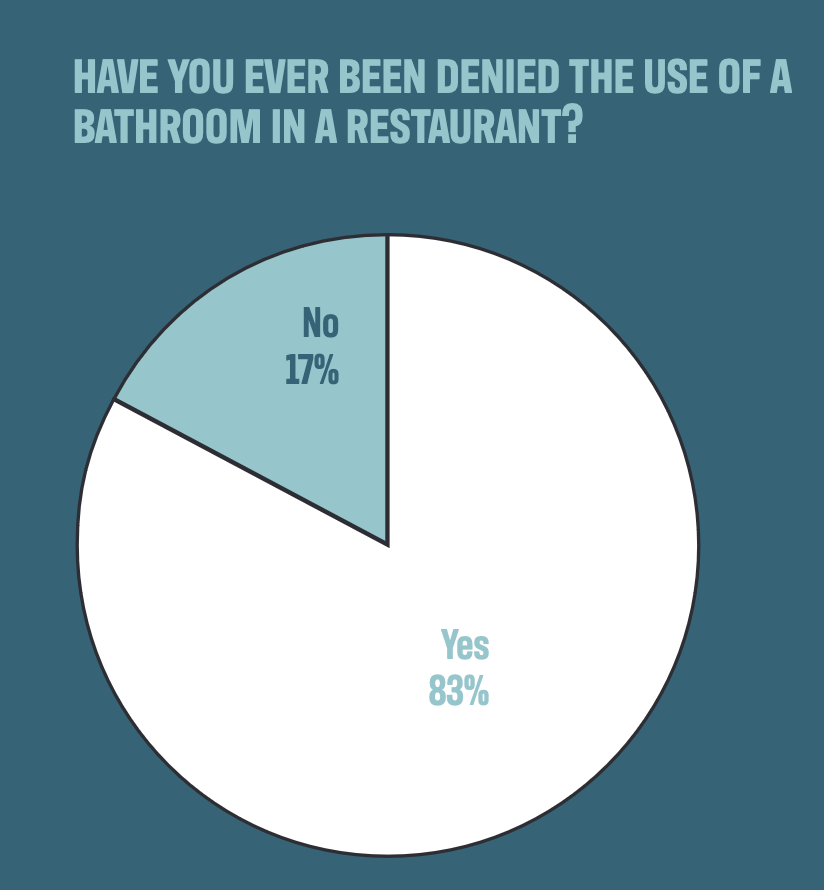 HAVE YOU EVER BEEN DENIED THE USE OF A
BATHROOM IN A RESTAURANT?
No
17%
Yes
83%